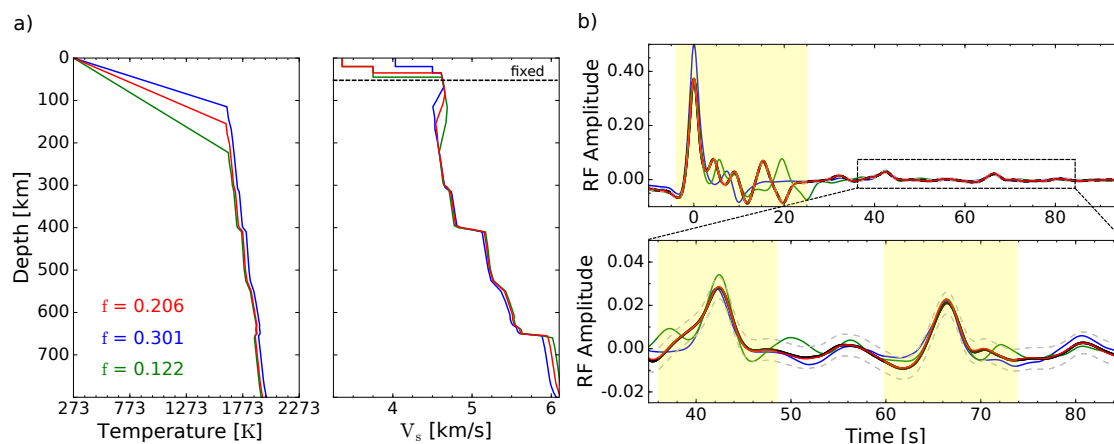 a)
0
100
200
300
400
500
600
700
Depth [km]
f = 0.206
f = 0.301
f = 0.122
273 773 1273 1773 2273
Temperature [K]
fixed
4 5 6
Vs [km/s]
b)
0.40
0.20
0.00
RF Amplitude
0 20 40 60 80
0.04
0.02
0.00
-0.02
RF Amplitude
40 50 60 70 80
Time [s]